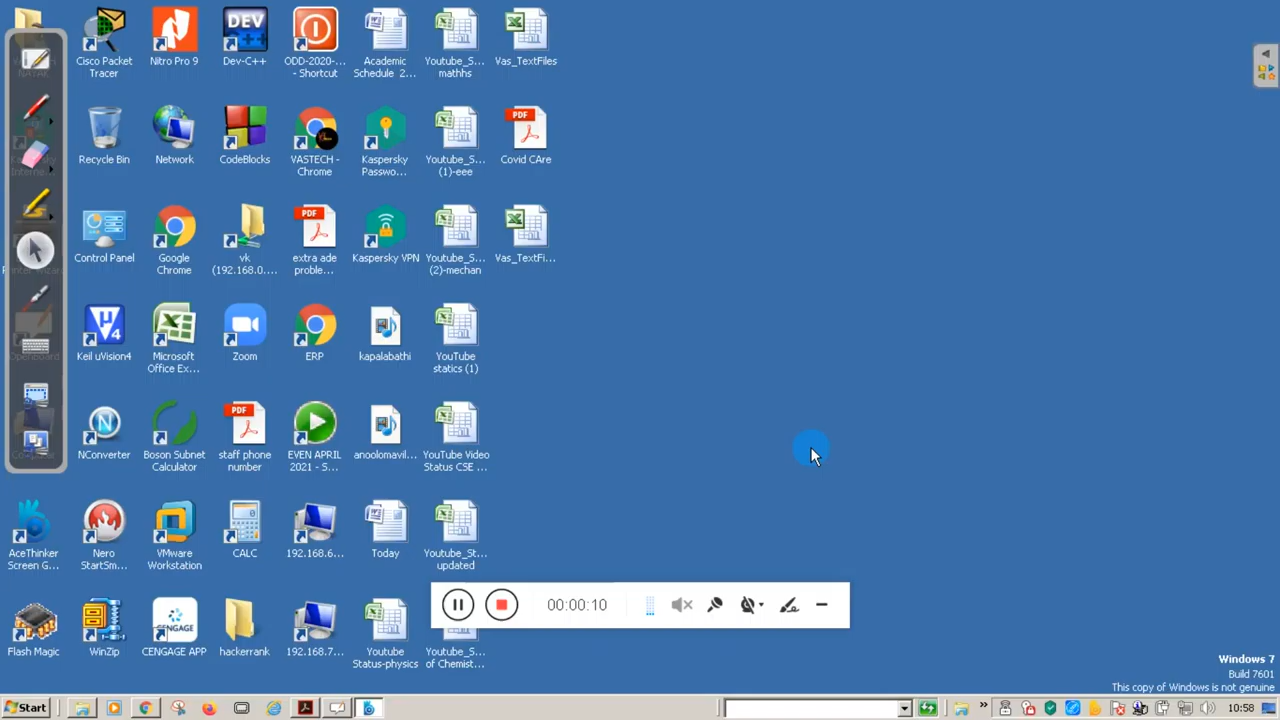 Cisco Packet
Tracer
Nitro Pro 9
DEV
Dev-C++
ODD-2020-...
- Shortcut
Academic
Schedule 2...
Youtube_S...
mathhs
Vas_TextFiles
Recycle Bin
Network
CodeBlocks
VASTECH -
Chrome
Kaspersky
Passwo...
Youtube_S...
(1)-eee
PDF
Covid CAre
Control Panel
Google
Chrome
vk
(192.168.0....
PDF
extra ade
proble...
Kaspersky VPN
Youtube_S...
(2)-mechan
Vas_TextFi...
Keil uVision4
Microsoft
Office Ex...
Zoom
ERP
kapalabathi
YouTube
statics (1)
NConverter
Boson Subnet
Calculator
PDF
staff phone
number
EVEN APRIL
2021 - S...
anoolomavil...
YouTube Video
Status CSE ...
AceThinker
Screen G...
Nero
StartSm...
VMware
Workstation
CALC
192.168.6...
Today
Youtube_St...
updated
00:00:10
Flash Magic
WinZip
CENGAGE
CENGAGE APP
hackerrank
192.168.7...
Youtube
Status-physics
Youtube_S...
of Chemist...
Windows 7
Build 7601
This copy of Windows is not genuine
Start
10:58